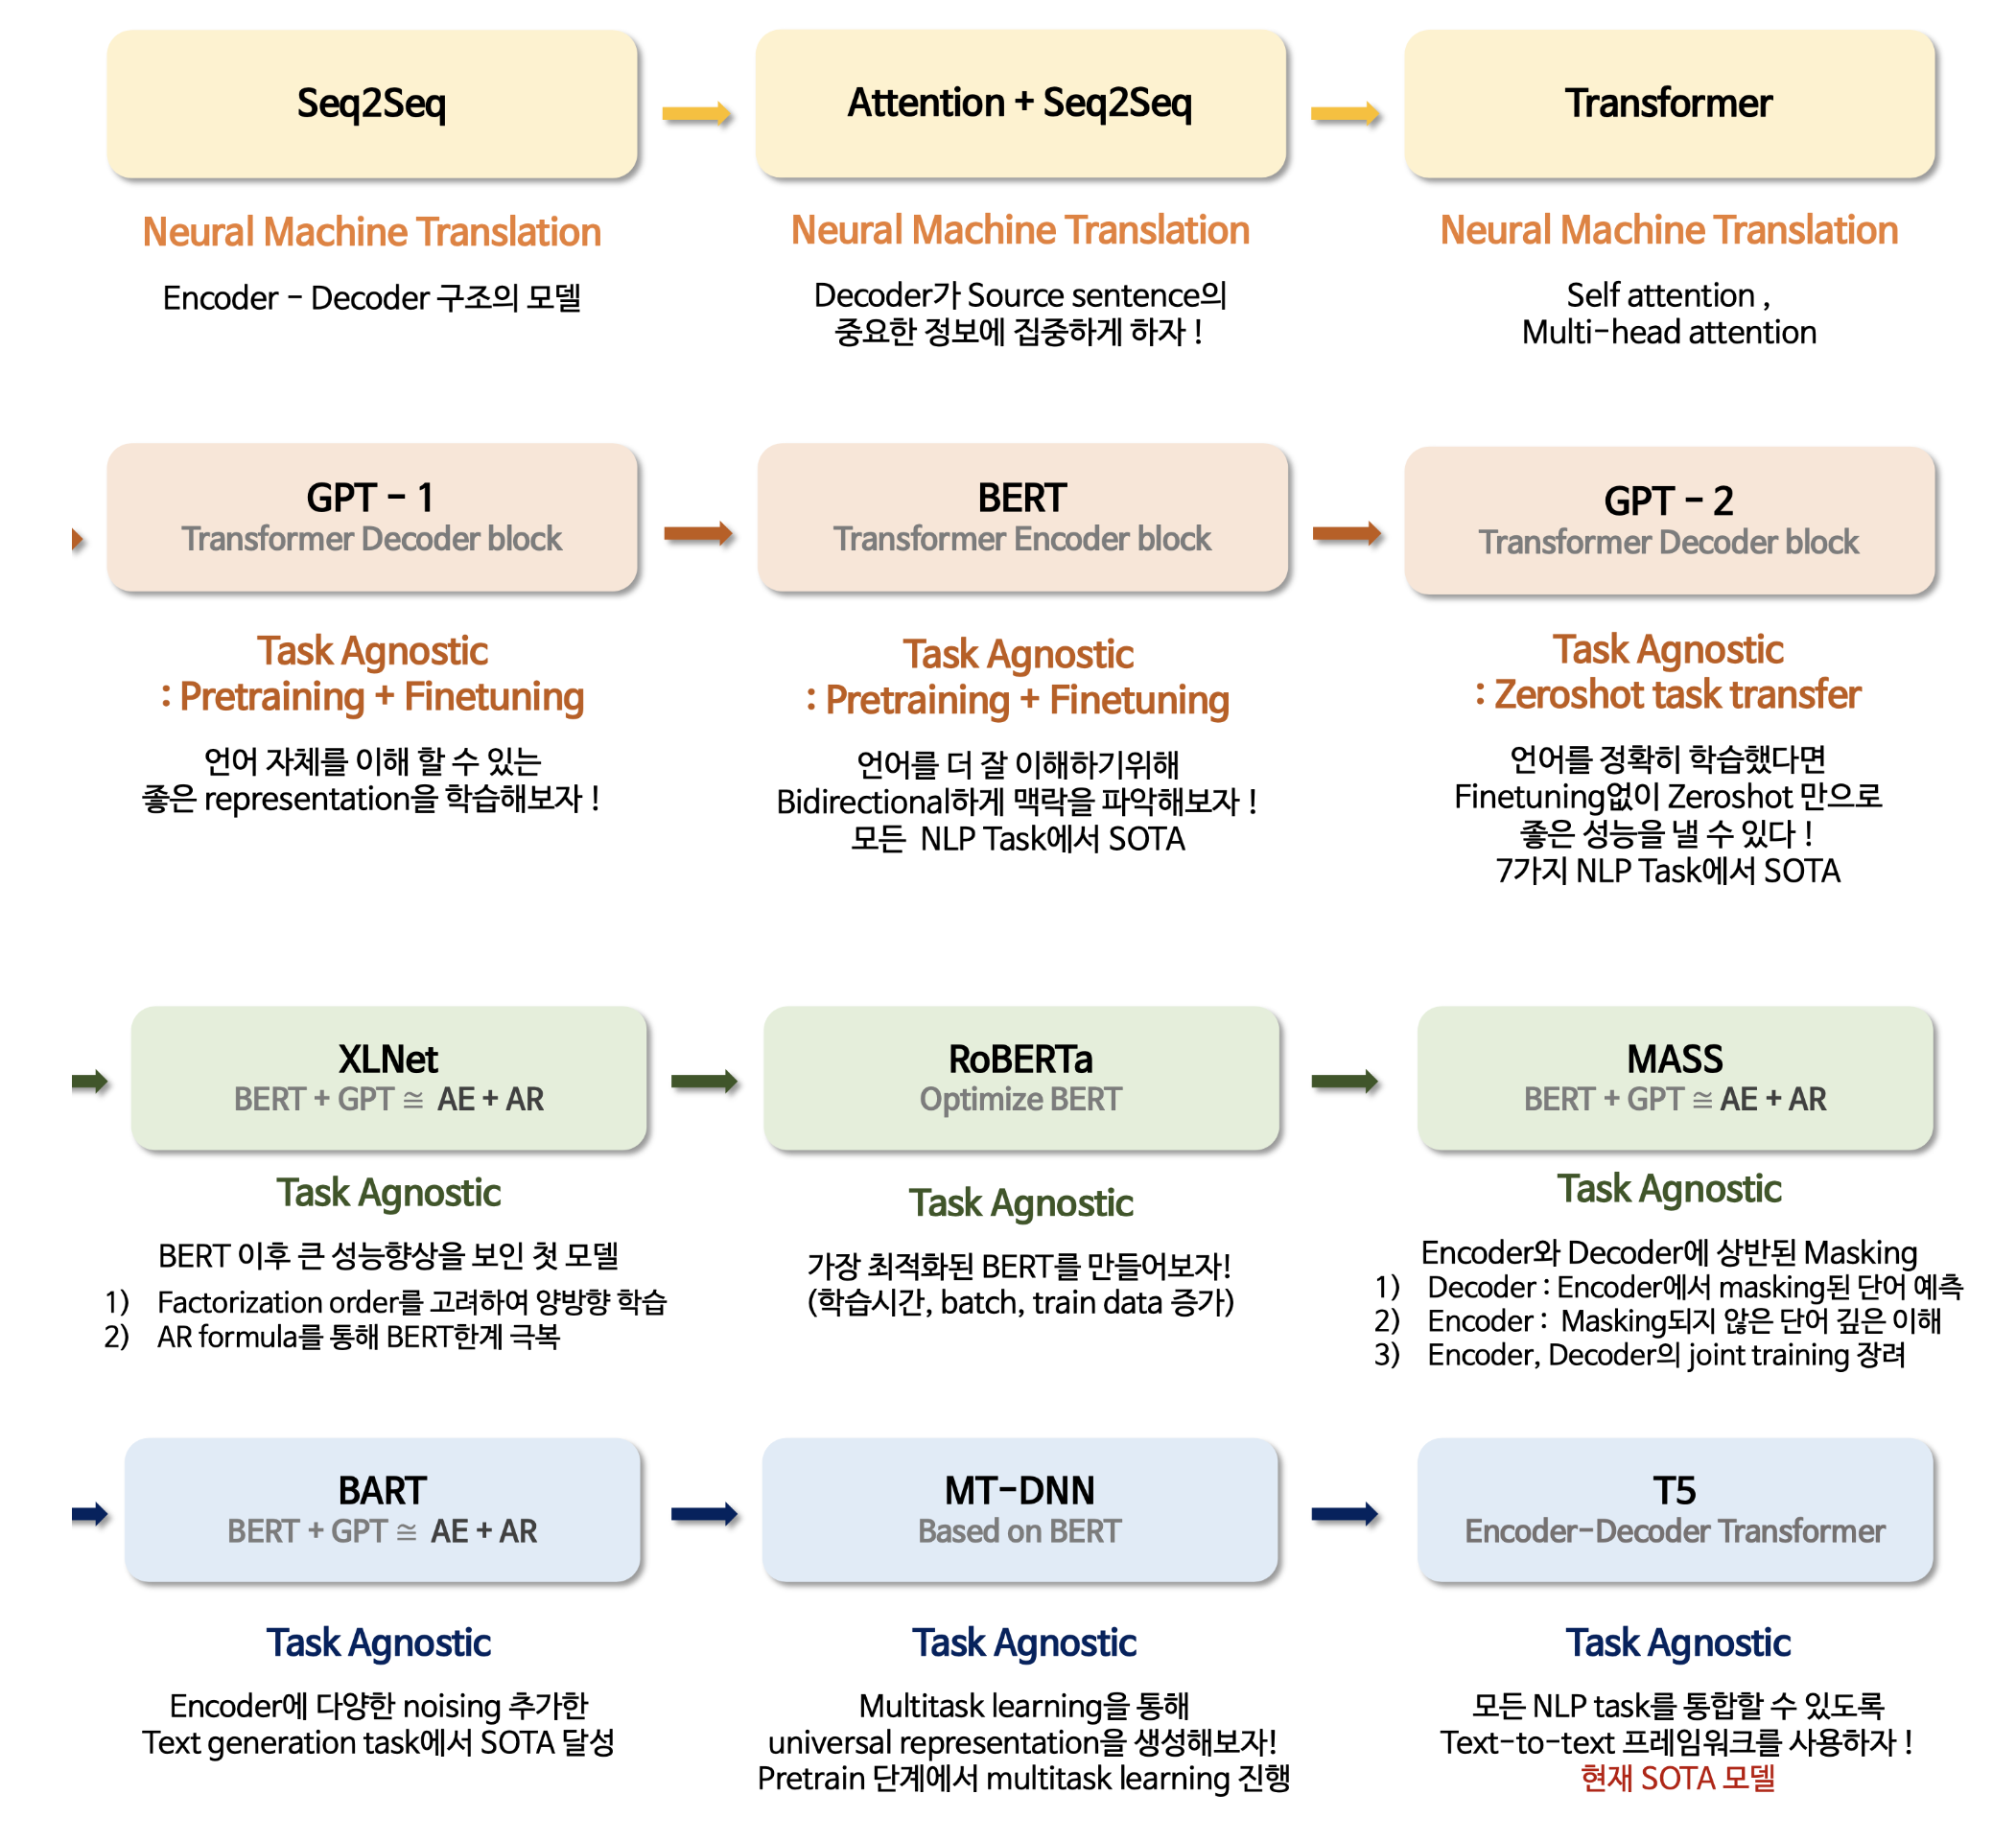 Seq2Seq
Neural Machine Translation
Encoder - Decoder 구조의 모델
Attention + Seq2Seq
Neural Machine Translation
Decoder가 Source sentence의
중요한 정보에 집중하게 하자 !
Transformer
Neural Machine Translation
Self attention ,
Multi-head attention
GPT - 1
Transformer Decoder block
Task Agnostic
: Pretraining + Finetuning
언어 자체를 이해 할 수 있는
좋은 representation을 학습해보자 !
BERT
Transformer Encoder block
Task Agnostic
: Pretraining + Finetuning
언어를 더 잘 이해하기위해
Bidirectional하게 맥락을 파악해보자 !
모든 NLP Task에서 SOTA
GPT - 2
Transformer Decoder block
Task Agnostic
: Zeroshot task transfer
언어를 정확히 학습했다면
Finetuning없이 Zeroshot 만으로
좋은 성능을 낼 수 있다 !
7가지 NLP Task에서 SOTA
XLNet
BERT + GPT ≅ AE + AR
Task Agnostic
BERT 이후 큰 성능향상을 보인 첫 모델
1) Factorization order를 고려하여 양방향 학습
2) AR formula를 통해 BERT한계 극복
RoBERTa
Optimize BERT
Task Agnostic
가장 최적화된 BERT를 만들어보자!
(학습시간, batch, train data 증가)
MASS
BERT + GPT ≅ AE + AR
Task Agnostic
Encoder와 Decoder에 상반된 Masking
1) Decoder : Encoder에서 masking된 단어 예측
2) Encoder : Masking되지 않은 단어 깊은 이해
3) Encoder, Decoder의 joint training 장려
BART
BERT + GPT ≅ AE + AR
Task Agnostic
Encoder에 다양한 noising 추가한
Text generation task에서 SOTA 달성
MT-DNN
Based on BERT
Task Agnostic
Multitask learning을 통해
universal representation을 생성해보자!
Pretrain 단계에서 multitask learning 진행
T5
Encoder-Decoder Transformer
Task Agnostic
모든 NLP task를 통합할 수 있도록
Text-to-text 프레임워크를 사용하자 !
현재 SOTA 모델